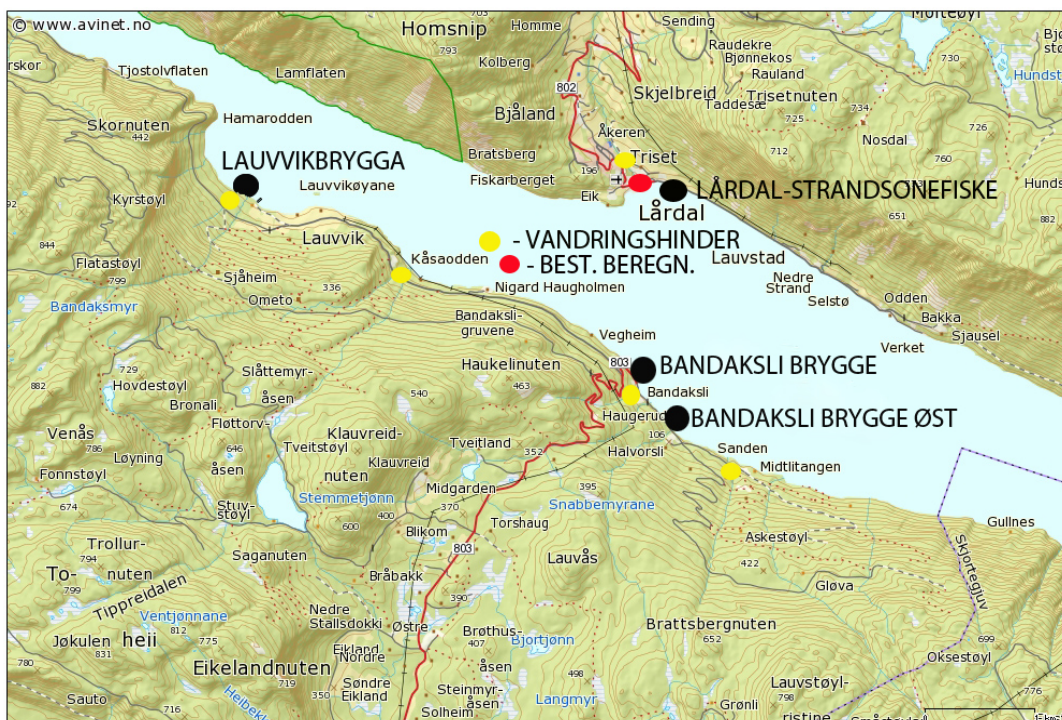 © www.avinet.no
Homsnip
803
793
Homme
Sending
Kolberg
Raudekre
Bjønnekos
Rauland
Moltebøyl
730
Tjostolvflaten
Lamflaten
802
Skjelbreid
Taddesæ
Trisetnuten
725
734
Skornuten
442
Hamarodden
Bjåland
Åkeren
Nosdal
726
712
760
Bratsberg
Triset
LAUVVIKBRYGGA
Lauvvikøyane
Fiskarberget
196
Eik
LÅRDAL-STRANDSONEFISKE
Lårdal
651
882
792
Kyrstøyl
844
Lauvvik
- VANDRINGSHINDER
Lauvstad
Flatastøyl
799
Sjåheim
336
Kåsaodden
- BEST. BEREGN.
Nedre
Strand
Selstø
Odden
Bandaksmyr
Ometo
Nigard Haugholmen
Bakka
Sjausel
Bandaksli-
gruvene
Vegheim
Verket
729
Slåttemyr-
åsen
Haukelinuten
463
803
BANDAKSLI BRYGGE
882
Hovdestøyl
540
Bandaksli
Bronali
Fløttorv-
åsen
Haugerud
BANDAKSLI BRYGGE ØST
Venås
786
646
Klauvreid-
nuten
Tveitstøyl
Tveitland
352
106
Halvorsli
Sanden
Løyning
Fonnstøyl
674
Klauvreid
Midtlitangen
Stuv-
støyl
Stemmetjønn
Midgarden
370
395
Snabbemyrane
400
600
Torshaug
Gullnes
Trollur-
nuten
794
Blikom
Askestøyl
Saganuten
803
Lauvås
422
Skjortegjuv
To-
799
Tippreidalen
Bråbakk
Gløva
390
Ventjønnane
Nedre
Stallsdokki
Østre
Brøthus-
åsen
407
Bjortjønn
Brattsbergnuten
652
699
Jøkulen
831
heii
812
775
Eikland
Nordre
Oksestøyl
780
Eikelandnuten
719
Søndre
Eikland
498
Lauvstøyl-
798
Sauto
716
350
Steinmyr-
åsen
Langmyr
Grønli
776
Solheim